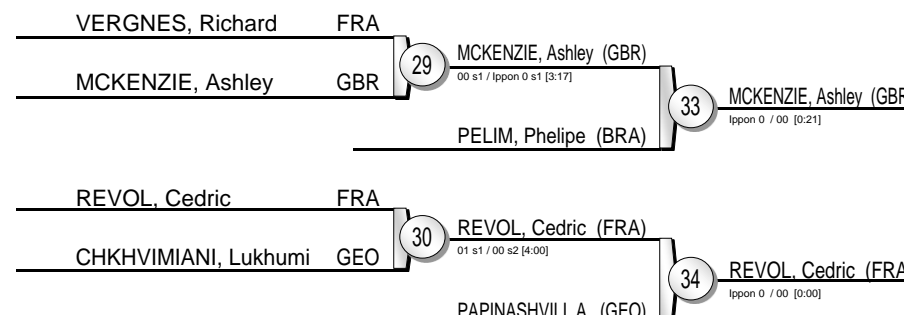 VERGNES, Richard FRA
MCKENZIE, Ashley GBR
29
MCKENZIE, Ashley (GBR)
00 s1 / Ippon 0 s1 [3:17]
PELIM, Phelipe (BRA)
33
MCKENZIE, Ashley (GBR
Ippon 0 / 00 [0:21]
REVOL, Cedric FRA
CHKHVIMIANI, Lukhumi GEO
30
REVOL, Cedric (FRA)
01 s1 / 00 s2 [4:00]
PAPINASHVILI, A. (GEO)
34
REVOL, Cedric (FRA
Ippon 0 / 00 [0:00]